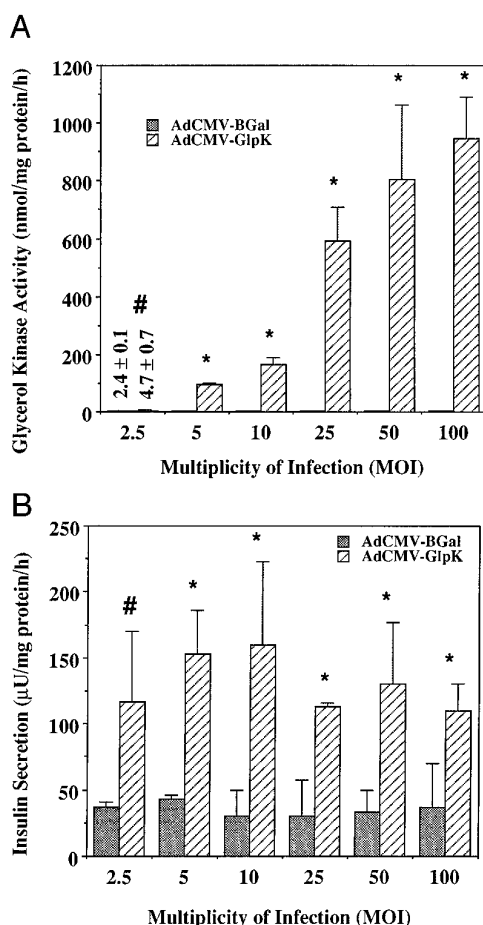 A
Glycerol Kinase Activity (nmol/mg protein/h)
1200
1000
800
600
400
200
0
AdCMV-BGal
AdCMV-GlpK
2.4 ± 0.1
4.7 ± 0.7
#
*
*
*
*
*
2.5 5 10 25 50 100
Multiplicity of Infection (MOI)
B
Insulin Secretion (μU/mg protein/h)
250
200
150
100
50
0
AdCMV-BGal
AdCMV-GlpK
#
*
*
*
*
*
2.5 5 10 25 50 100
Multiplicity of Infection (MOI)